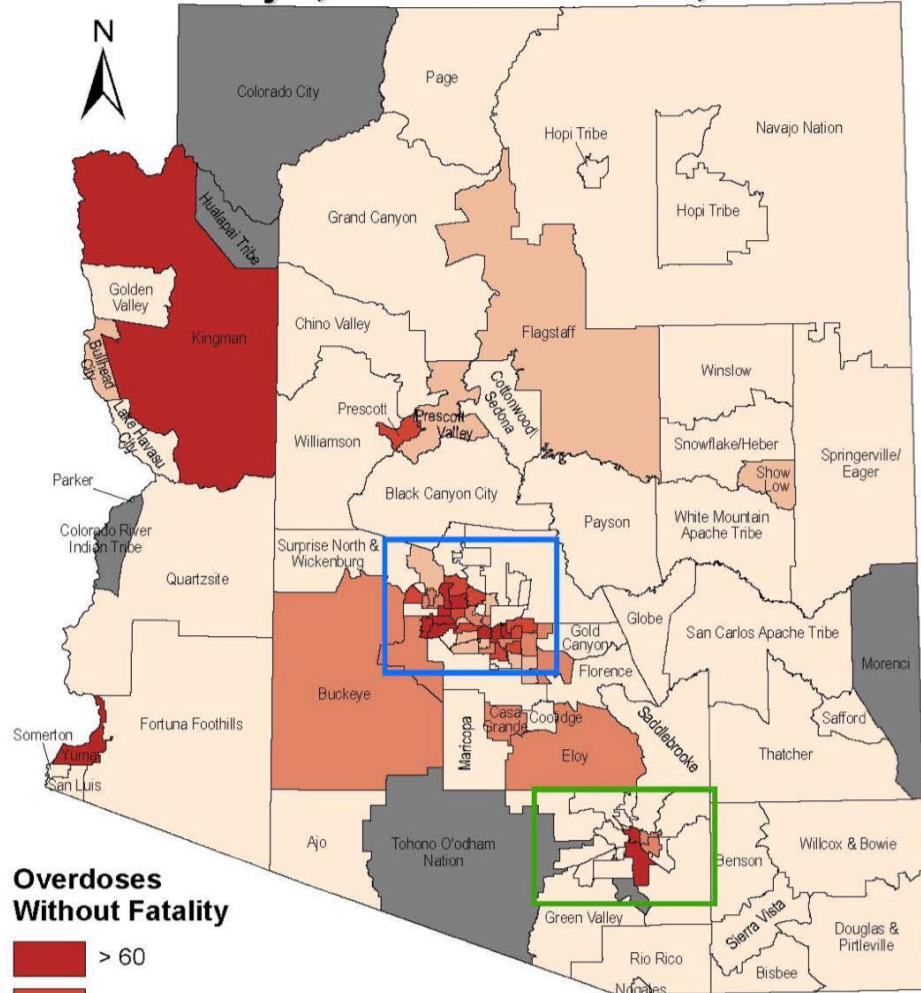 N
Colorado City
Page
Hopi Tribe
Navajo Nation
Hualapai Tribe
Grand Canyon
Hopi Tribe
Golden
Valley
Kingman
Chino Valley
Flagstaff
Bullhead
City
Cottonwood
Sedona
Winslow
Lake Havasu
City
Prescott
Prescott
Valley
Williamson
Snowflake/Heber
Springerville/
Eager
Show
Low
Parker
Black Canyon City
Colorado River
Indian Tribe
Payson
White Mountain
Apache Tribe
Surprise North &
Wickenburg
Quartzsite
Globe
San Carlos Apache Tribe
Gold
Canyon
Morenci
Florence
Buckeye
Saddlebrooke
Fortuna Foothills
Maricopa
Casa
Grande
Coolidge
Safford
Somerton
Yuma
Eloy
Thatcher
San Luis
Ajo
Tohono O'odham
Nation
Benson
Willcox & Bowie
Overdoses
Without Fatality
Green Valley
Sierra Vista
Douglas &
Pirtleville
> 60
Rio Rico
Bisbee
Nogales